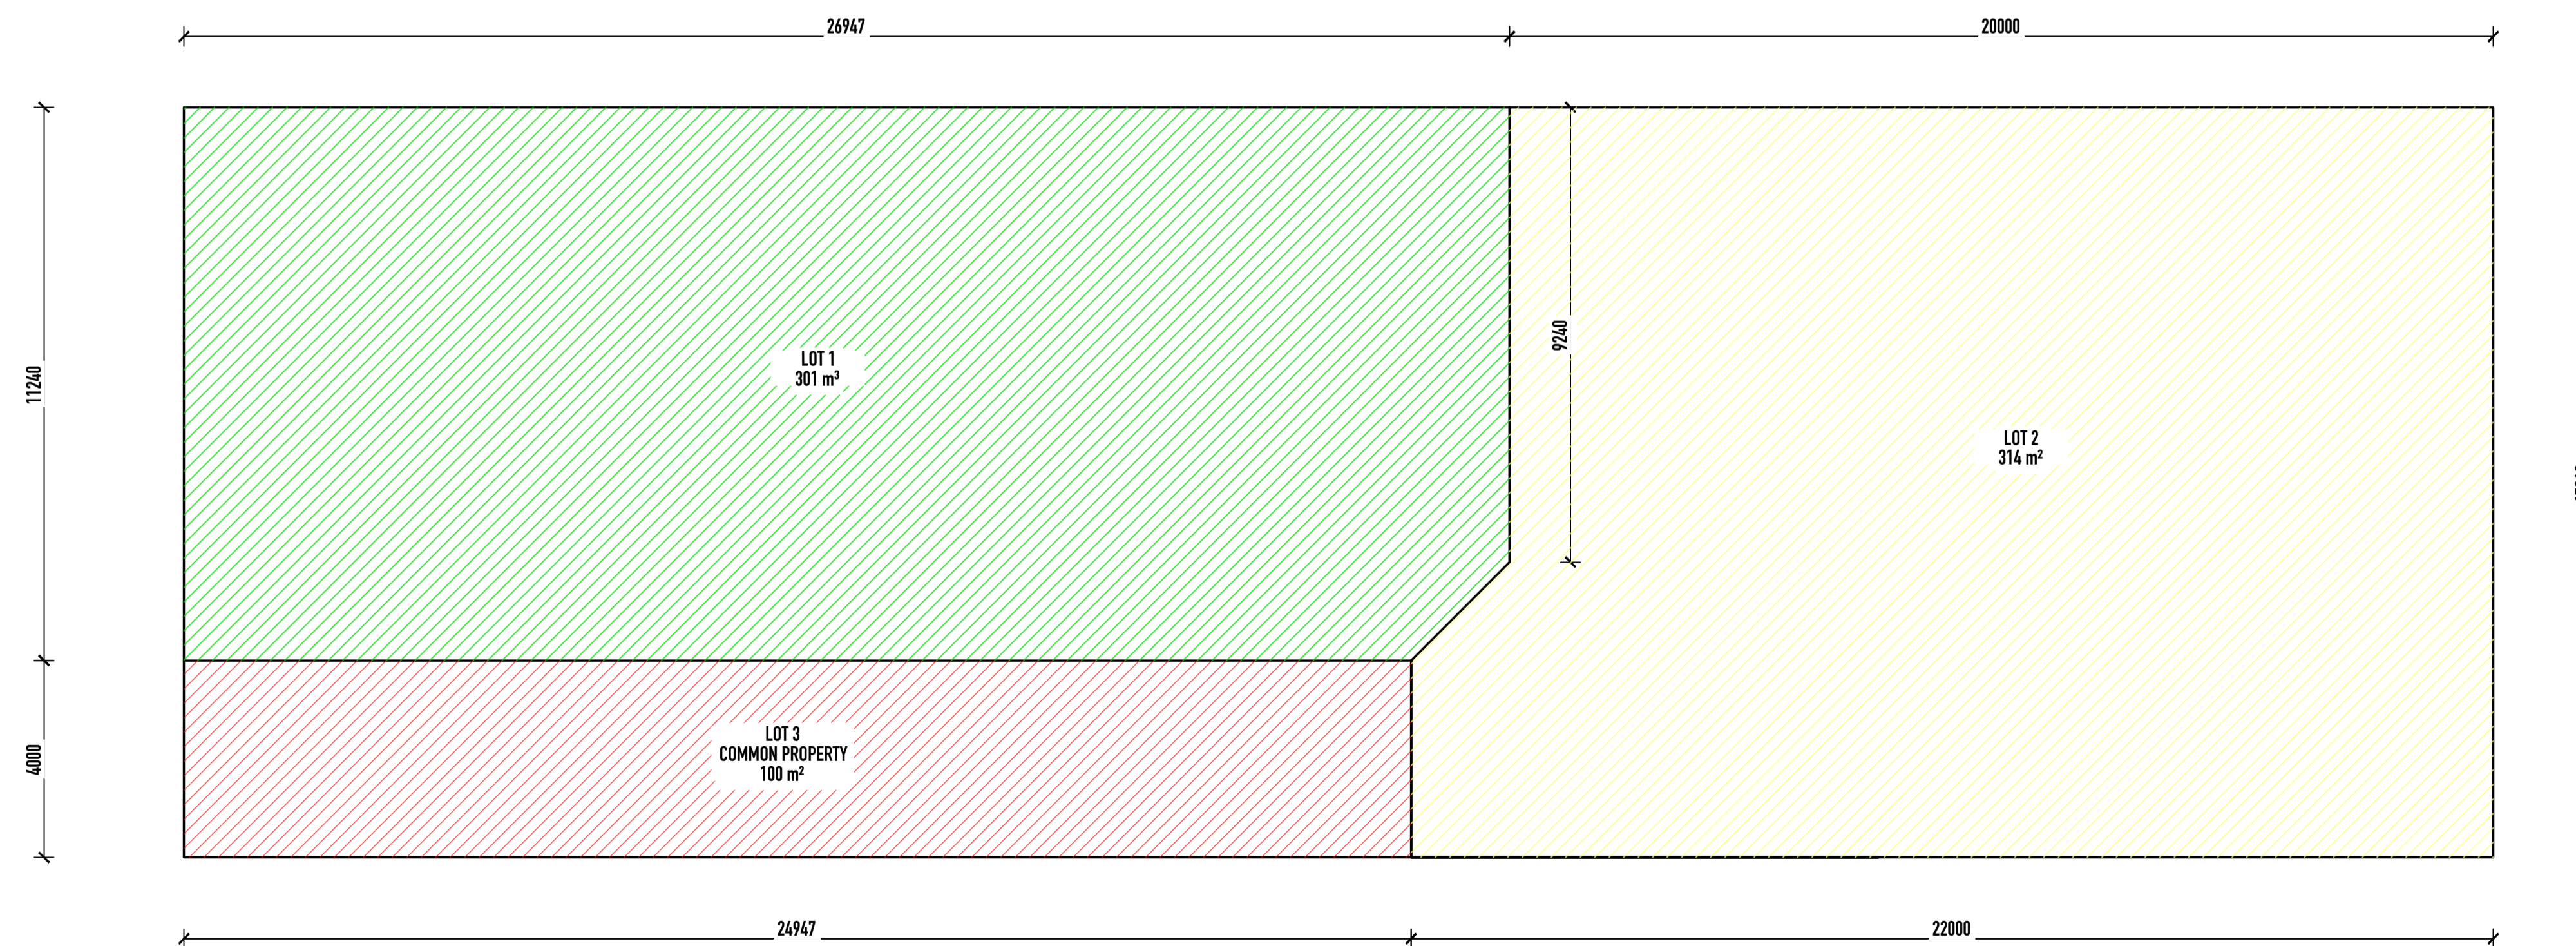 26947
20000
11240
9240
LOT 1
301 m³
LOT 2
314 m²
4000
LOT 3
COMMON PROPERTY
100 m²
24947
22000